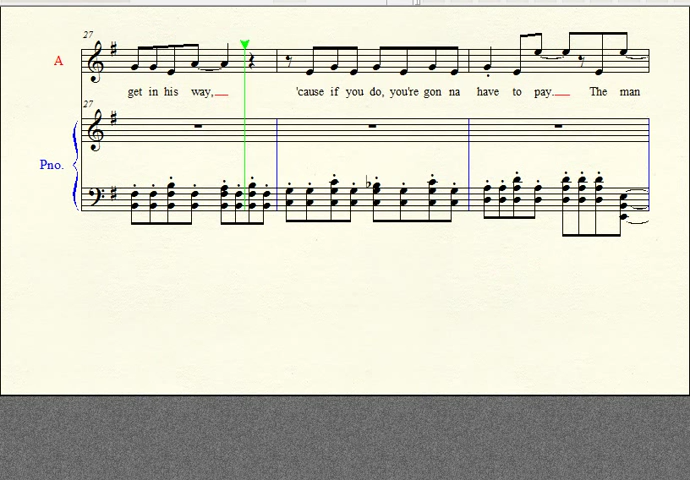 27
A
get in his way, 'cause if you do, you're gon na have to pay. The man
27
Pno.